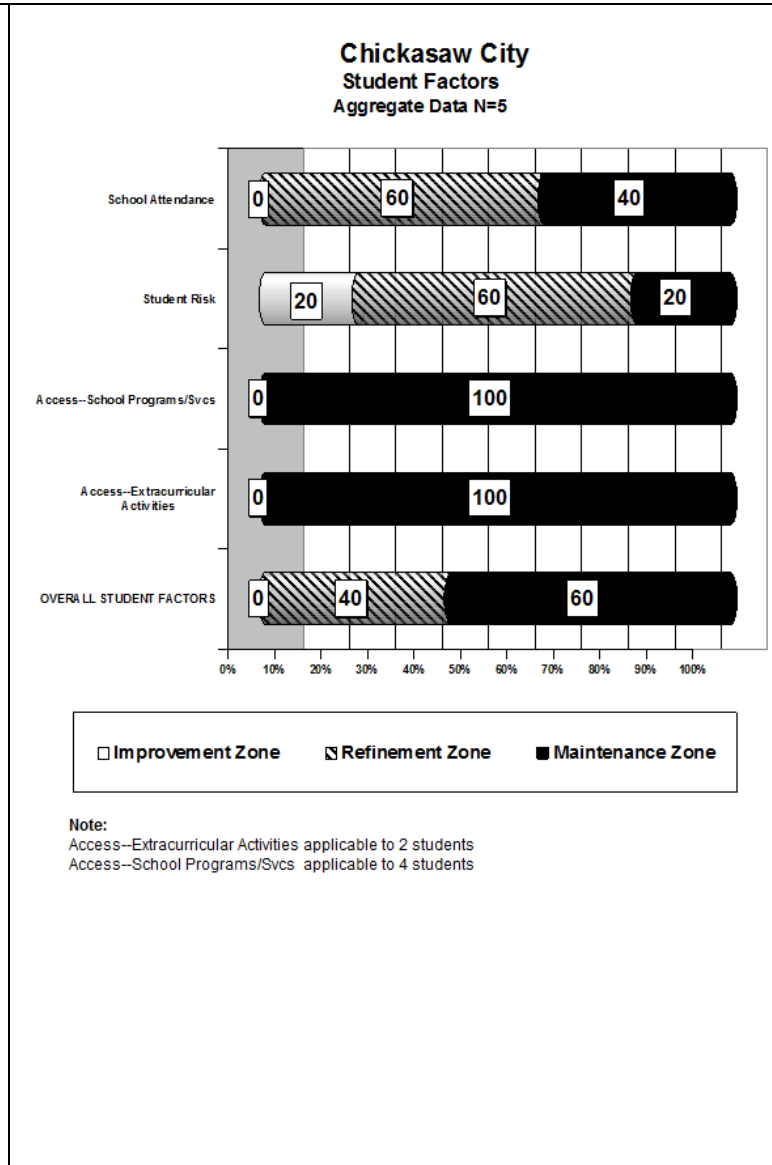 Chickasaw City
Student Factors
Aggregate Data N=5
School Attendance
0 60 40
Student Risk
20 60 20
Access--School Programs/Svcs
0 100
Access--Extracurricular
Activities
0 100
OVERALL STUDENT FACTORS
0 40 60
0% 10% 20% 30% 40% 50% 60% 70% 80% 90% 100%
Improvement Zone Refinement Zone Maintenance Zone
Note:
Access--Extracurricular Activities applicable to 2 students
Access--School Programs/Svcs applicable to 4 students